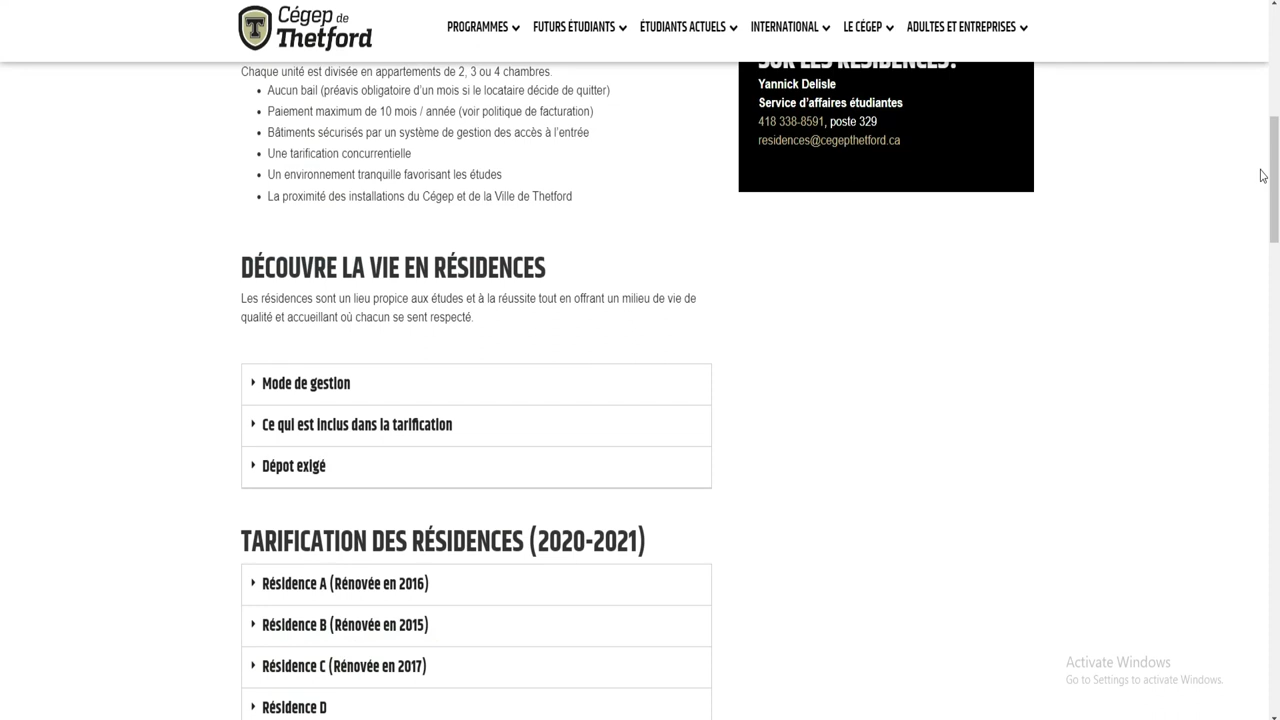 Cégep de
Thetford
PROGRAMMES
FUTURS ÉTUDIANTS
ÉTUDIANTS ACTUELS
INTERNATIONAL
LE CÉGEP
ADULTES ET ENTREPRISES
Chaque unité est divisée en appartements de 2, 3 ou 4 chambres.
Aucun bail (préavis obligatoire d'un mois si le locataire décide de quitter)
Paiement maximum de 10 mois / année (voir politique de facturation)
Bâtiments sécurisés par un système de gestion des accès à l'entrée
Une tarification concurrentielle
Un environnement tranquille favorisant les études
La proximité des installations du Cégep et de la Ville de Thetford
SUR LES RÉSIDENCES?
Yannick Delisle
Service d'affaires étudiantes
418 338-8591, poste 329
residences@cegepthetford.ca
DÉCOUVRE LA VIE EN RÉSIDENCES
Les résidences sont un lieu propice aux études et à la réussite tout en offrant un milieu de vie de
qualité et accueillant où chacun se sent respecté.
Mode de gestion
Ce qui est inclus dans la tarification
Dépot exigé
TARIFICATION DES RÉSIDENCES (2020-2021)
Résidence A (Rénovée en 2016)
Résidence B (Rénovée en 2015)
Résidence C (Rénovée en 2017)
Résidence D
Activate Windows
Go to Settings to activate Windows.